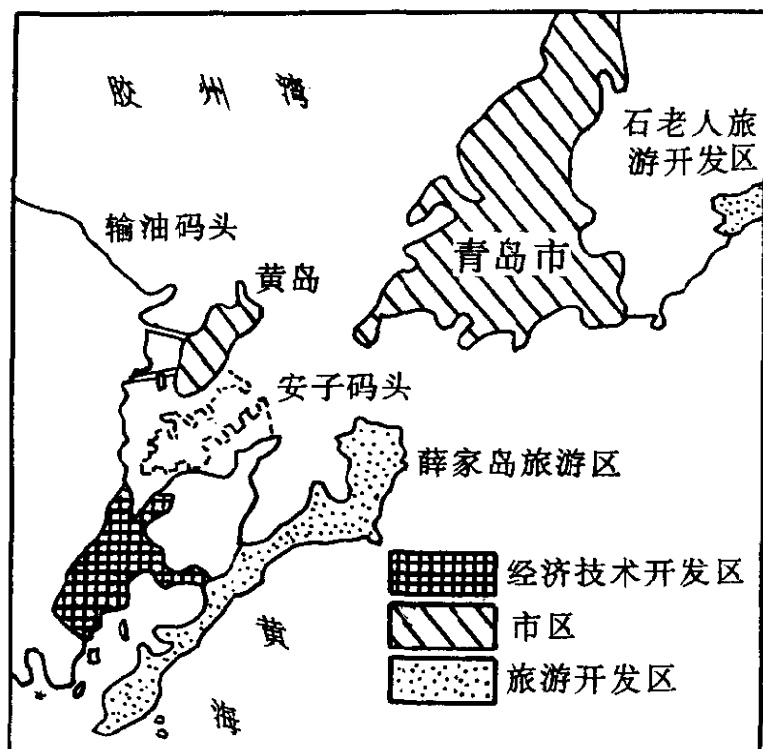 胶州湾
石老人旅
游开发区
输油码头
青岛市
黄岛
安子码头
薛家岛旅游区
经济技术开发区
市区
旅游开发区
黄海